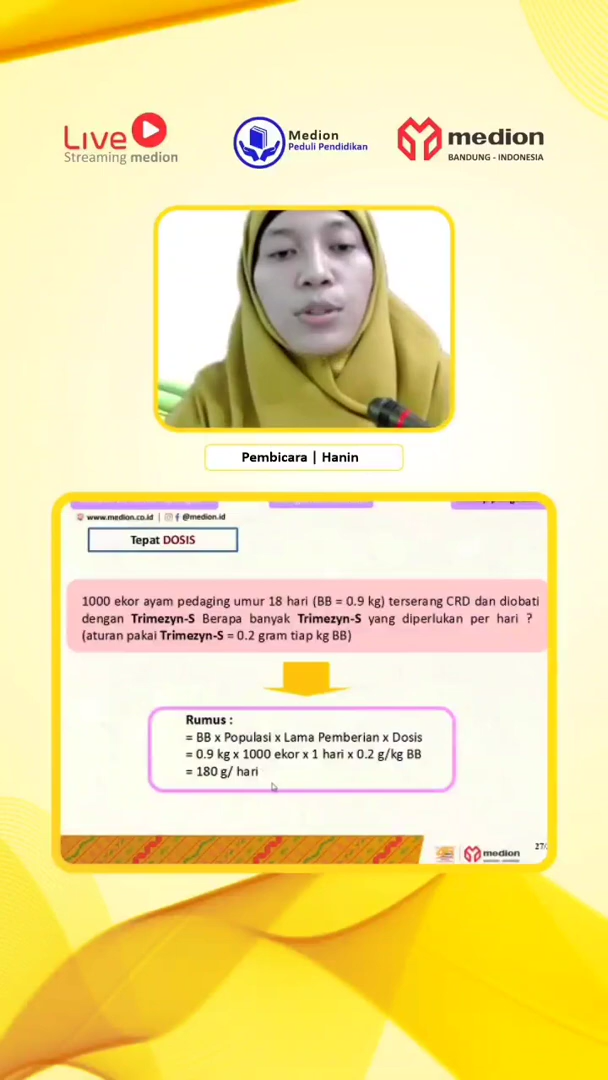 LIVE
Streaming medion
Medion
Peduli Pendidikan
medion
BANDUNG - INDONESIA
Pembicara | Hanin
www.medion.co.id | @medion.id
Tepat DOSIS
1000 ekor ayam pedaging umur 18 hari (BB = 0.9 kg) terserang CRD dan diobati
dengan Trimezyn-S Berapa banyak Trimezyn-S yang diperlukan per hari ?
(aturan pakai Trimezyn-S = 0.2 gram tiap kg BB)
Rumus :
= BB x Populasi x Lama Pemberian x Dosis
= 0.9 kg x 1000 ekor x 1 hari x 0.2 g/kg BB
= 180 g/ hari
27/
medion